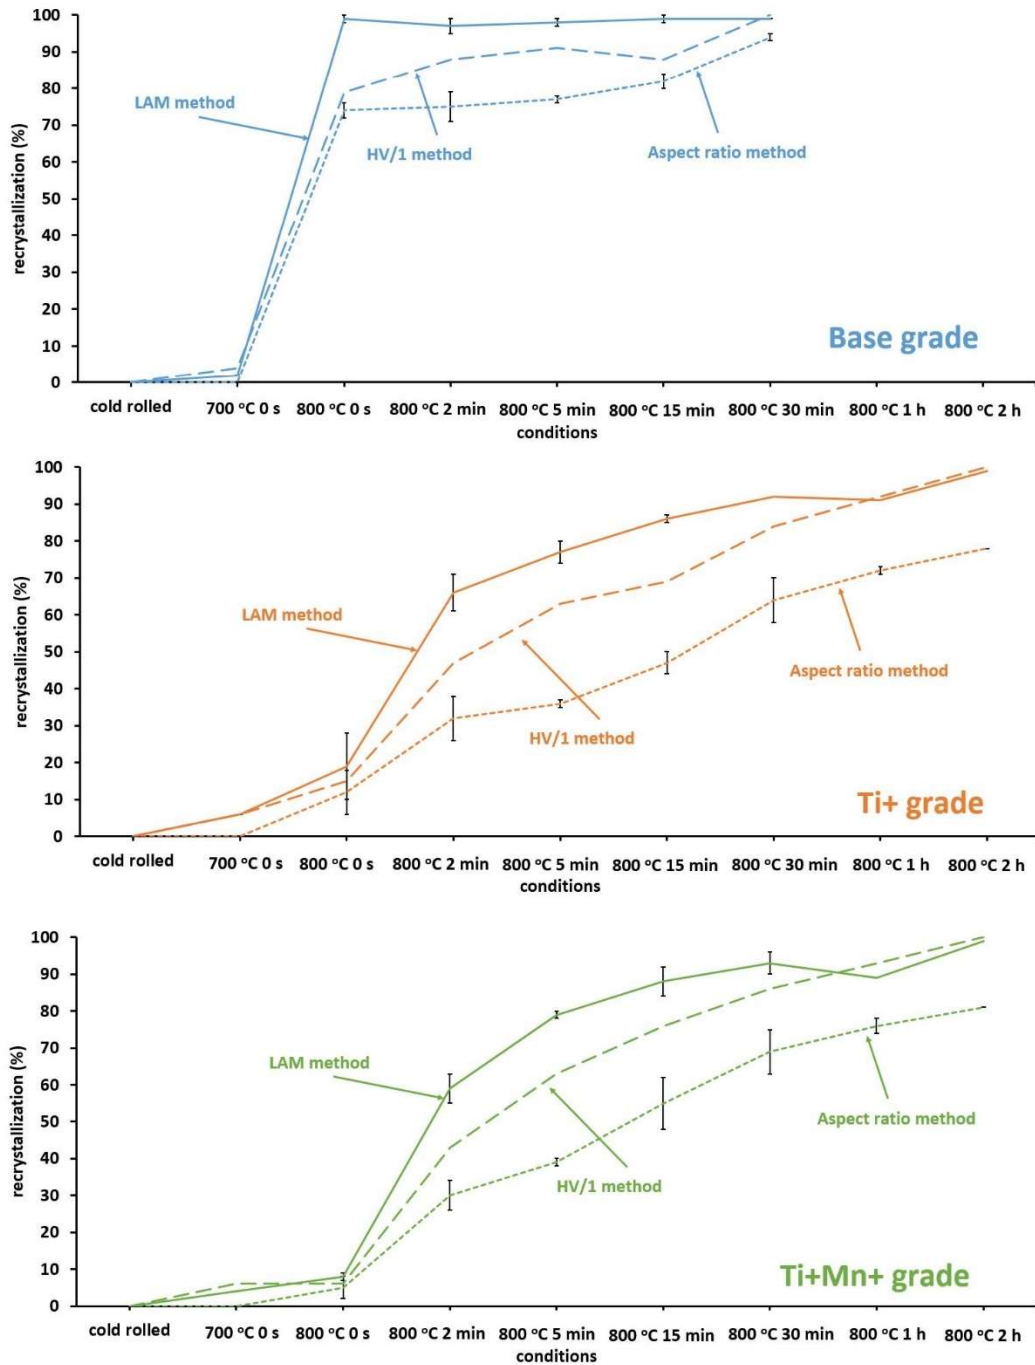 100
90
LAM method
80
70
HV/1 method
Aspect ratio method
60
50
40
30
20
10
0
recrystallization (%)
Base grade
cold rolled 700 °C 0 s 800 °C 0 s 800 °C 2 min 800 °C 5 min 800 °C 15 min 800 °C 30 min 800 °C 1 h 800 °C 2 h
conditions
100
90
80
70
60
50
40
30
20
10
0
recrystallization (%)
LAM method
Aspect ratio method
HV/1 method
Ti+ grade
cold rolled 700 °C 0 s 800 °C 0 s 800 °C 2 min 800 °C 5 min 800 °C 15 min 800 °C 30 min 800 °C 1 h 800 °C 2 h
conditions
100
90
80
70
60
50
40
30
20
10
0
recrystallization (%)
LAM method
Aspect ratio method
HV/1 method
Ti+Mn+ grade
cold rolled 700 °C 0 s 800 °C 0 s 800 °C 2 min 800 °C 5 min 800 °C 15 min 800 °C 30 min 800 °C 1 h 800 °C 2 h
conditions